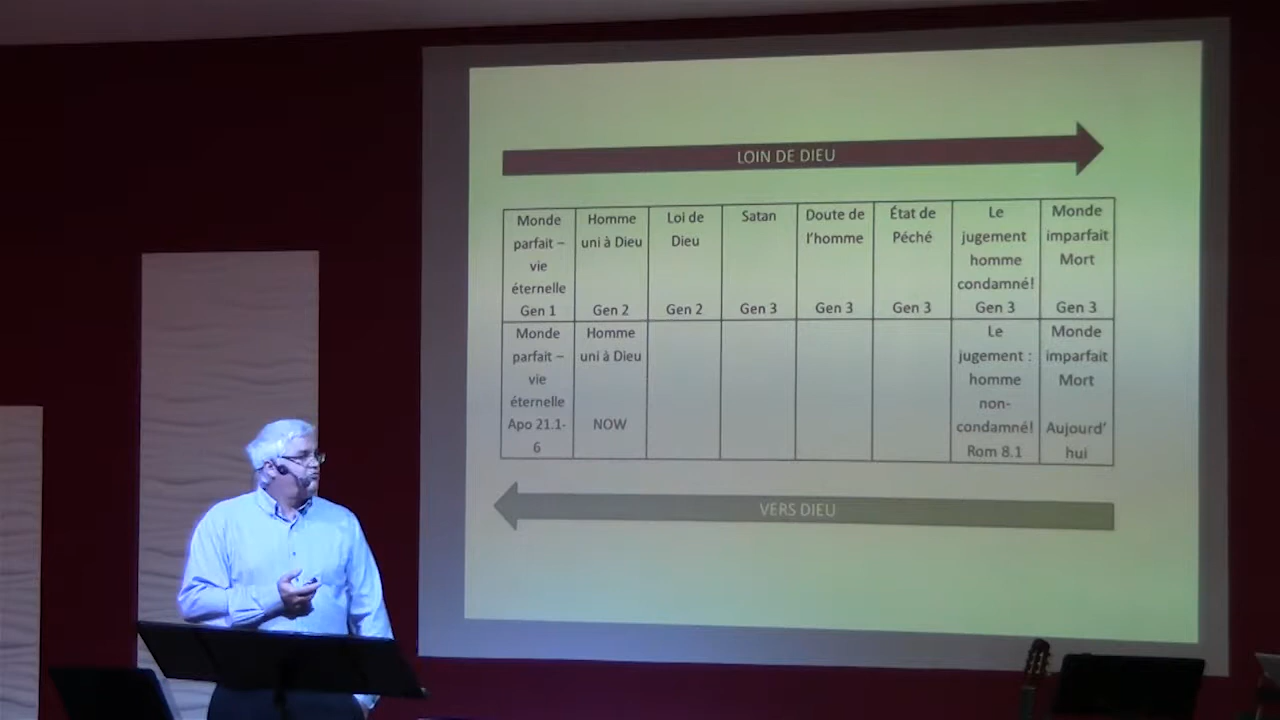 LOIN DE DIEU
Monde
parfait –
vie
éternelle
Gen 1
Homme
uni à Dieu
Gen 2
Loi de
Dieu
Gen 2
Satan
Gen 3
Doute de
l'homme
Gen 3
État de
Péché
Gen 3
Le
jugement
homme
condamné!
Gen 3
Monde
imparfait
Mort
Gen 3
Monde
parfait –
vie
éternelle
Apo 21.1-
6
Homme
uni à Dieu
NOW
Le
jugement :
homme
non-
condamné!
Rom 8.1
Monde
imparfait
Mort
Aujourd'
hui
VERS DIEU